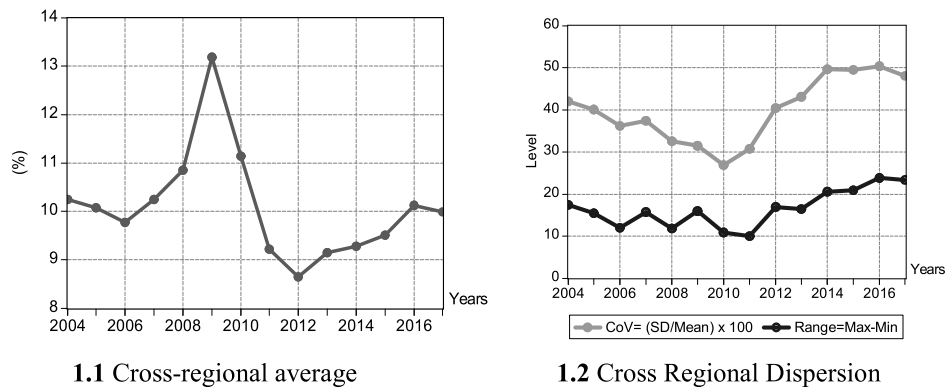 14
13
12
11
10
9
8
(%)
2004 2006 2008 2010 2012 2014 2016
Years
1.1 Cross-regional average
60
50
40
30
20
10
0
Level
2004 2006 2008 2010 2012 2014 2016
Years
CoV= (SD/Mean) x 100 Range=Max-Min
1.2 Cross Regional Dispersion